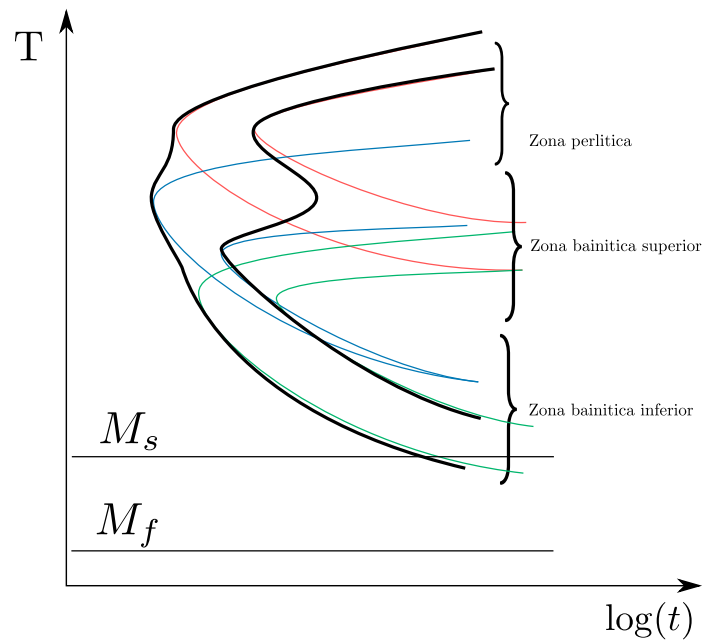 T
Zona perlitica
Zona bainitica superior
Zona bainitica inferior
M_s
M_f
log(t)